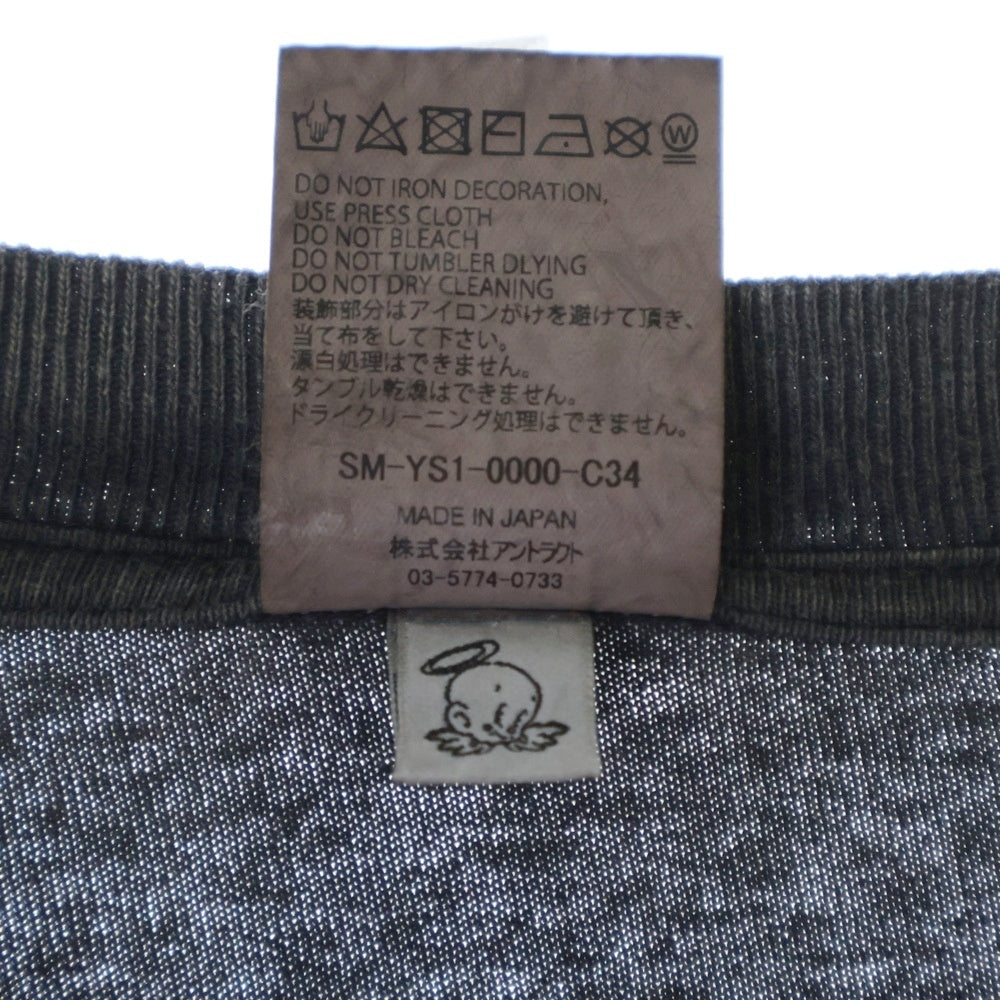 W
DO NOT IRON DECORATION,
USE PRESS CLOTH
DO NOT BLEACH
DO NOT TUMBLER DLYING
DO NOT DRY CLEANING
装飾部分はアイロンがけを避けて頂き、
当て布をして下さい。
漂白処理はできません。
タンブル乾燥はできません。
ドライクリーニング処理はできません。
SM-YS1-0000-C34
MADE IN JAPAN
株式会社アントラクト
03-5774-0733